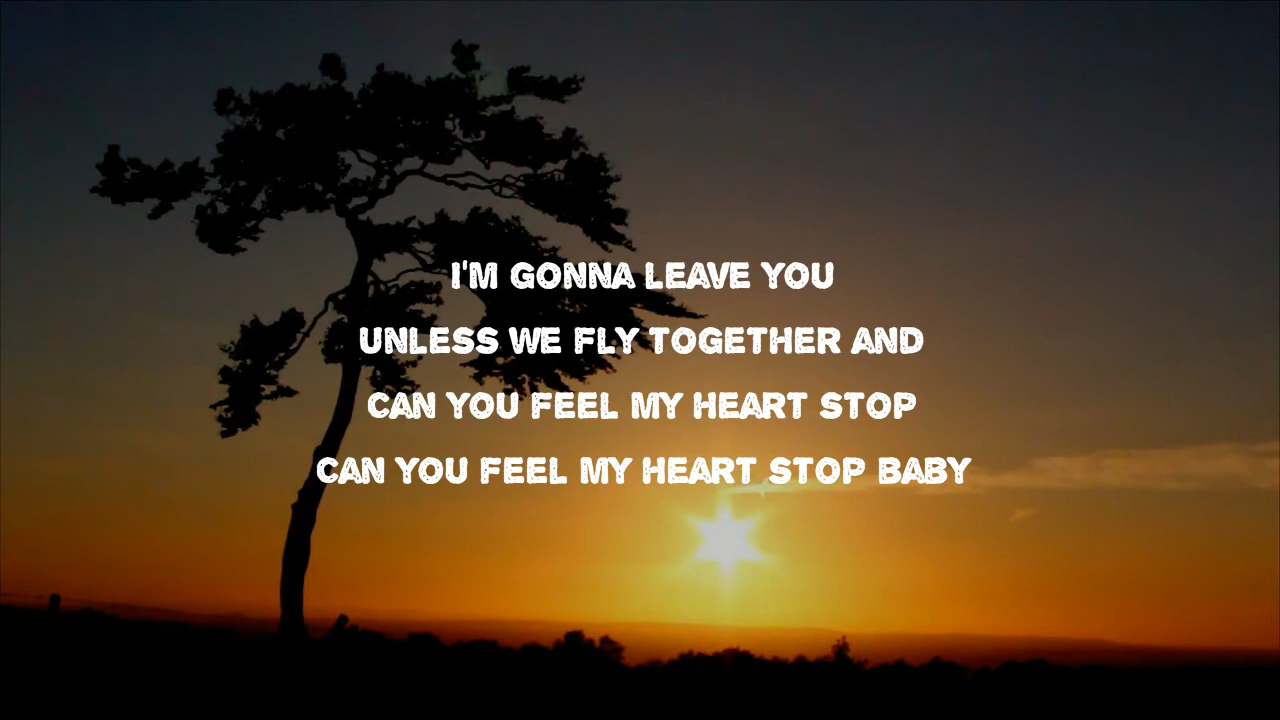 I'M GONNA LEAVE YOU
UNLESS WE FLY TOGETHER AND
CAN YOU FEEL MY HEART STOP
CAN YOU FEEL MY HEART STOP BABY